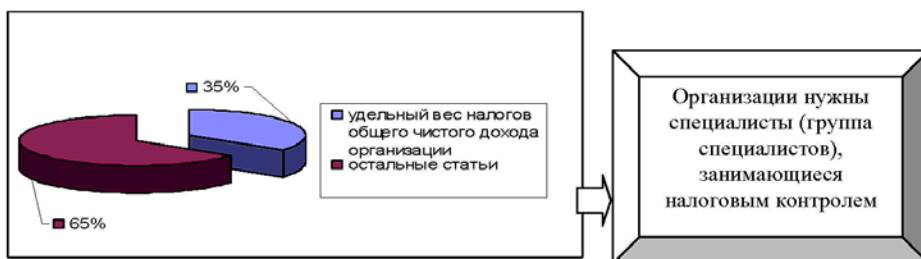 35%
удельный вес налогов
общего чистого дохода
организации
остальные статьи
65%
Организации нужны
специалисты (группа
специалистов),
занимающиеся
налоговым контролем